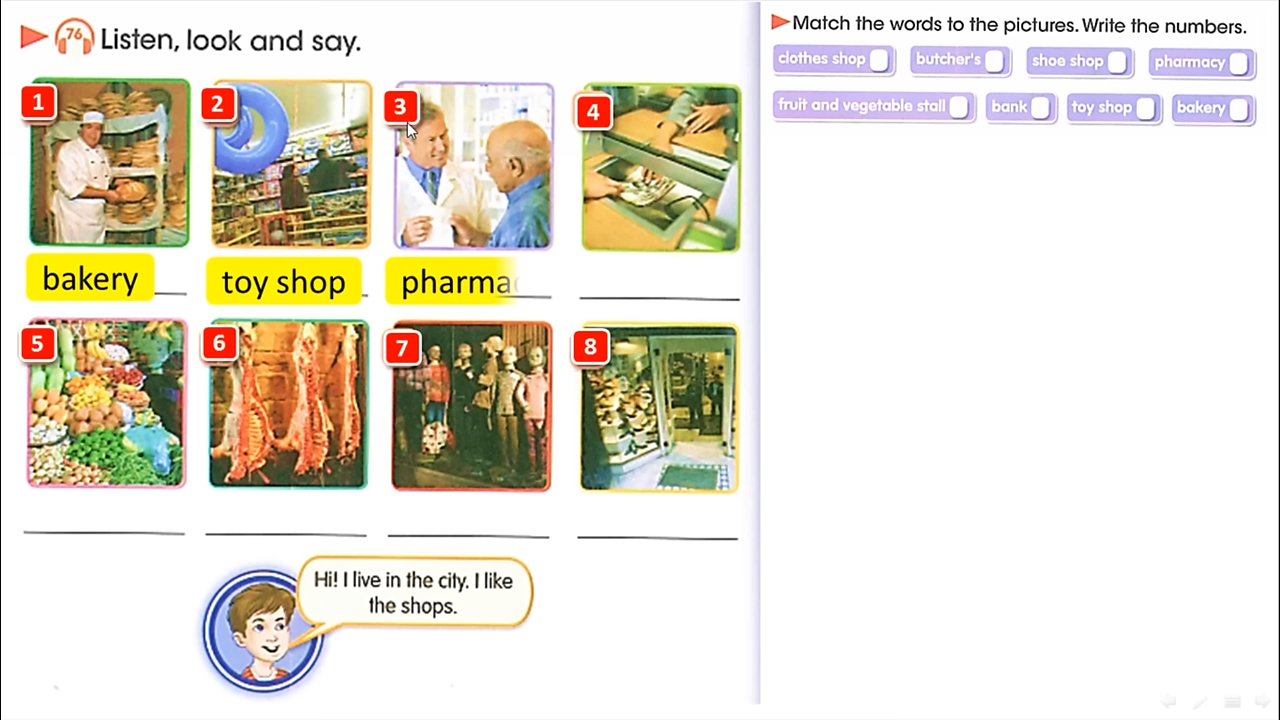 76 Listen, look and say.
1
2
3
4
bakery
toy shop
pharma
5
6
7
8
Hi! I live in the city. I like
the shops.
Match the words to the pictures. Write the numbers.
clothes shop
butcher's
shoe shop
pharmacy
fruit and vegetable stall
bank
toy shop
bakery